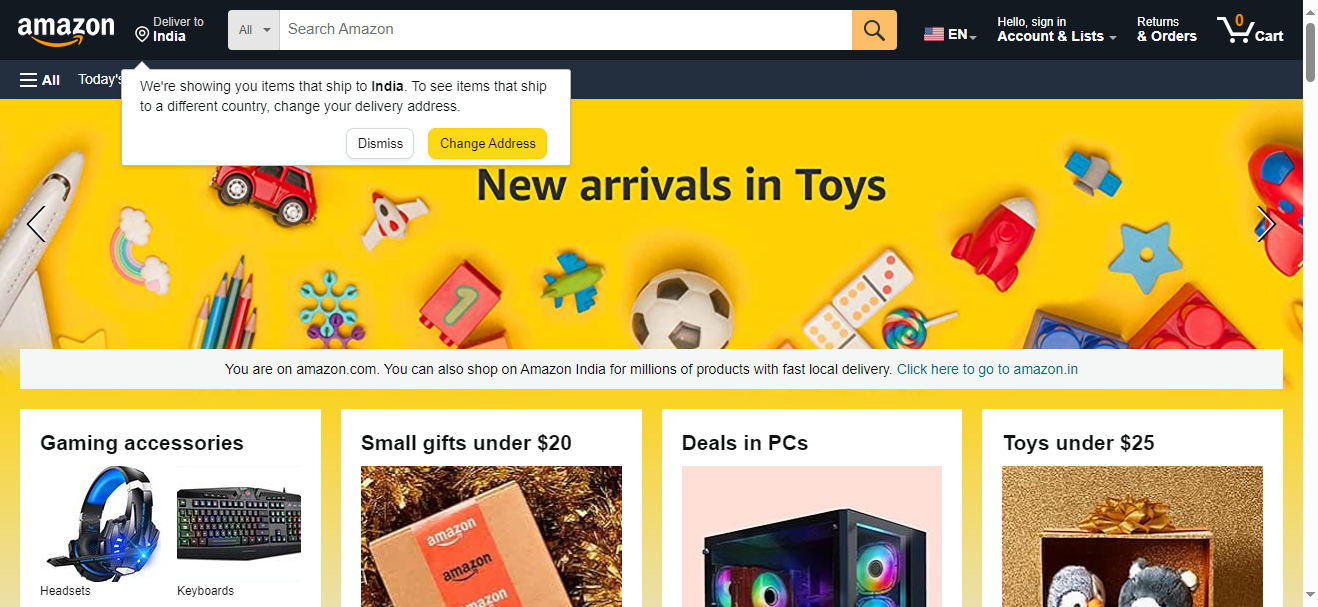 amazon
Deliver to
India
All
Search Amazon
EN
Hello, sign in
Account & Lists
Returns
& Orders
0
Cart
All
Today's
We're showing you items that ship to India. To see items that ship
to a different country, change your delivery address.
Dismiss
Change Address
New arrivals in Toys
1
You are on amazon.com. You can also shop on Amazon India for millions of products with fast local delivery. Click here to go to amazon.in
Gaming accessories
Headsets
Keyboards
Small gifts under $20
amazon
amazon
amazon
Deals in PCs
Toys under $25